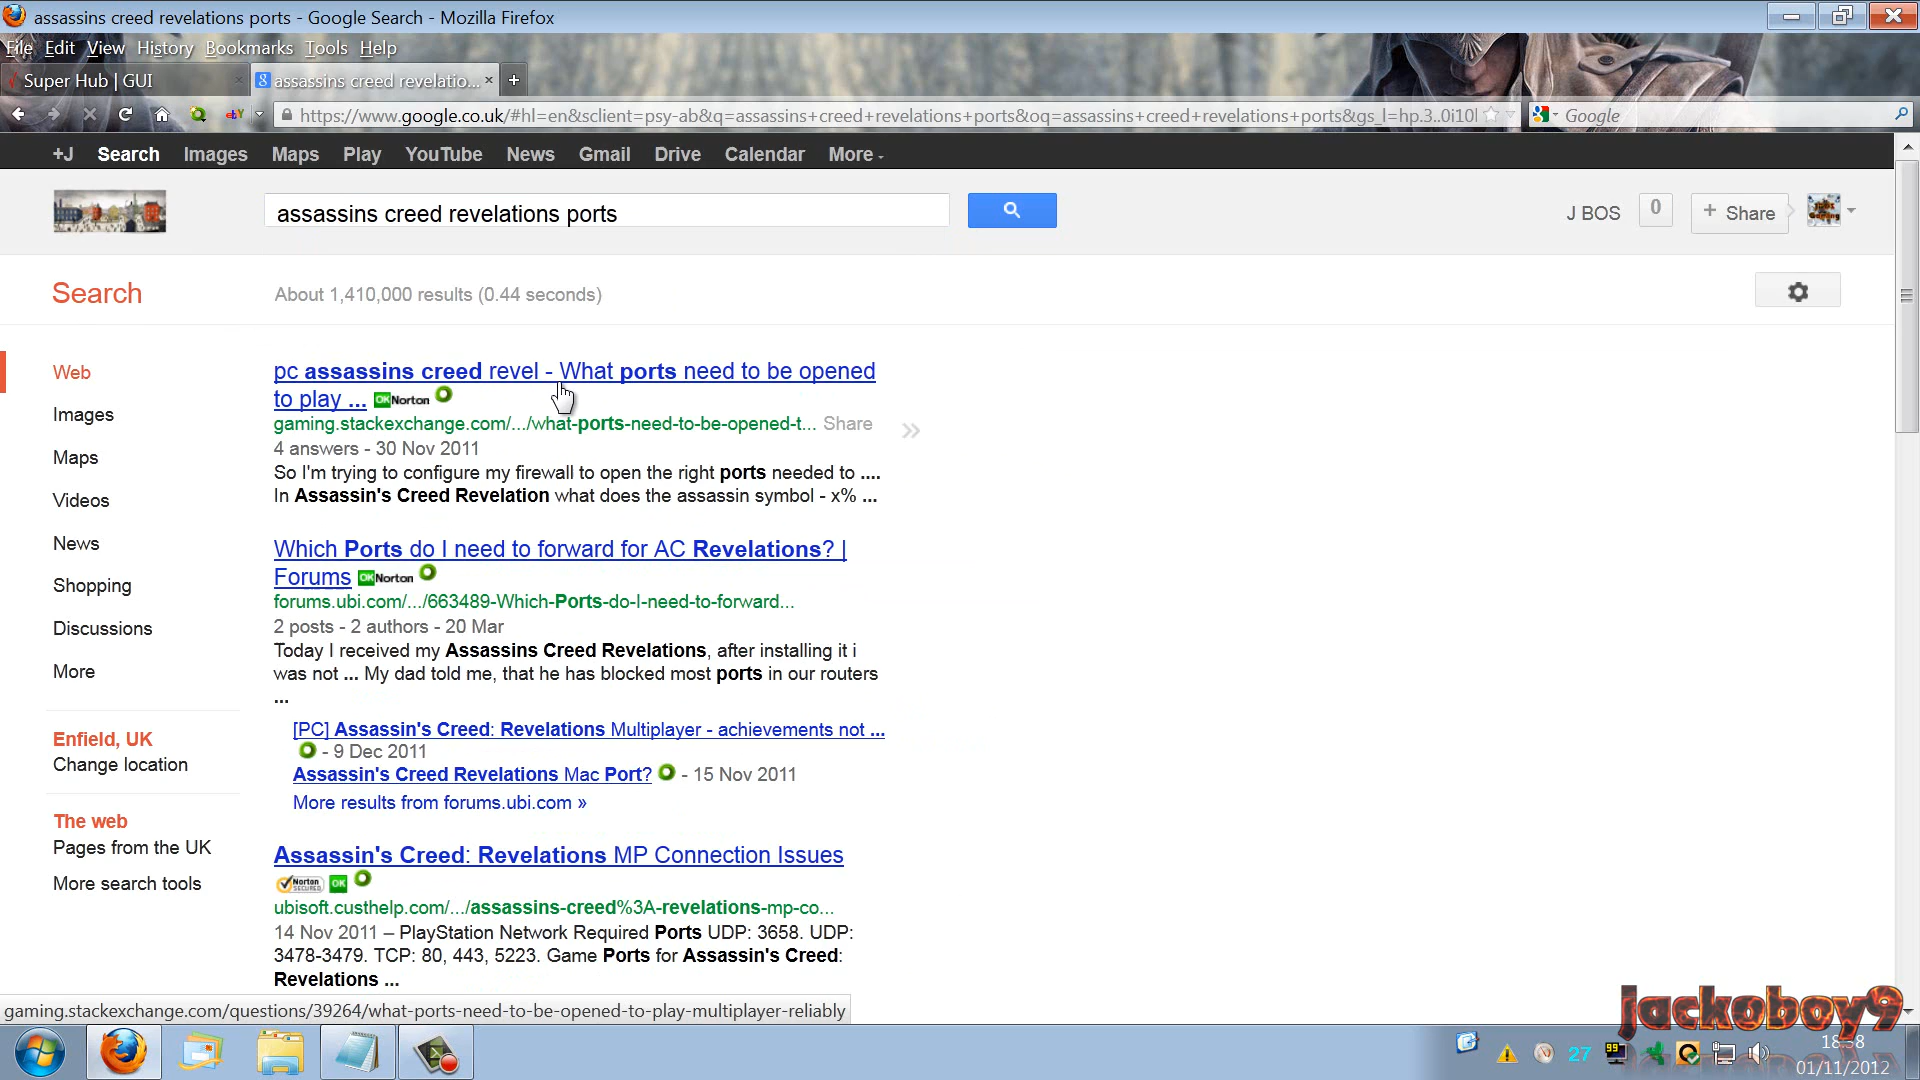 assassins creed revelations ports - Google Search - Mozilla Firefox
File Edit View History Bookmarks Tools Help
Super Hub | GUI
assassins creed revelatio...
https://www.google.co.uk/#hl=en&sclient=psy-ab&q=assassins+creed+revelations+ports&oq=assassins+creed+revelations+ports&gs_l=hp.3..0i10l
Google
+J Search Images Maps Play YouTube News Gmail Drive Calendar More
assassins creed revelations ports
J BOS
0
+ Share
Search
About 1,410,000 results (0.44 seconds)
Web
Images
Maps
Videos
News
Shopping
Discussions
More
Enfield, UK
Change location
The web
Pages from the UK
More search tools
pc assassins creed revel - What ports need to be opened
to play ... OK Norton
gaming.stackexchange.com/.../what-ports-need-to-be-opened-t... Share
4 answers - 30 Nov 2011
So I'm trying to configure my firewall to open the right ports needed to ....
In Assassin's Creed Revelation what does the assassin symbol - x% ...
Which Ports do I need to forward for AC Revelations? |
Forums OK Norton
forums.ubi.com/.../663489-Which-Ports-do-I-need-to-forward...
2 posts - 2 authors - 20 Mar
Today I received my Assassins Creed Revelations, after installing it i
was not ... My dad told me, that he has blocked most ports in our routers
...
[PC] Assassin's Creed: Revelations Multiplayer - achievements not ...
- 9 Dec 2011
Assassin's Creed Revelations Mac Port? - 15 Nov 2011
More results from forums.ubi.com »
Assassin's Creed: Revelations MP Connection Issues
Norton SECURED OK
ubisoft.custhelp.com/.../assassins-creed%3A-revelations-mp-co...
14 Nov 2011 – PlayStation Network Required Ports UDP: 3658. UDP:
3478-3479. TCP: 80, 443, 5223. Game Ports for Assassin's Creed:
Revelations ...
gaming.stackexchange.com/questions/39264/what-ports-need-to-be-opened-to-play-multiplayer-reliably
jackoboy9
27
99
18:38
01/11/2012